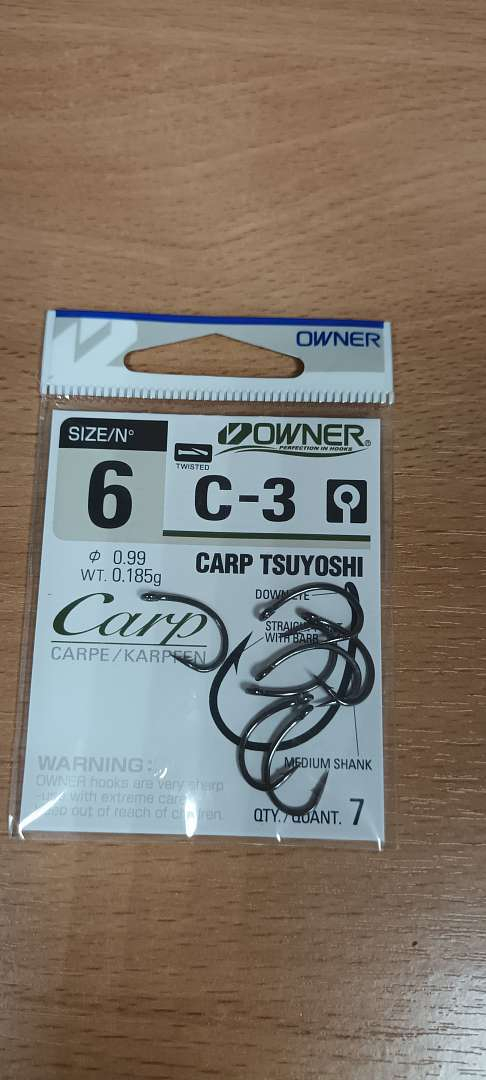 OWNER
SIZE/N°
6
TWISTED
OWNER®
PERFECTION IN HOOKS
C-3
φ 0.99
WT. 0.185g
CARP TSUYOSHI
Carp
CARPE/KARPFEN
DOWN EYE
WITH BARB
MEDIUM SHANK
WARNING:
OWNER hooks are very sharp
-use with extreme care
keep out of reach of children.
QTY./QUANT. 7